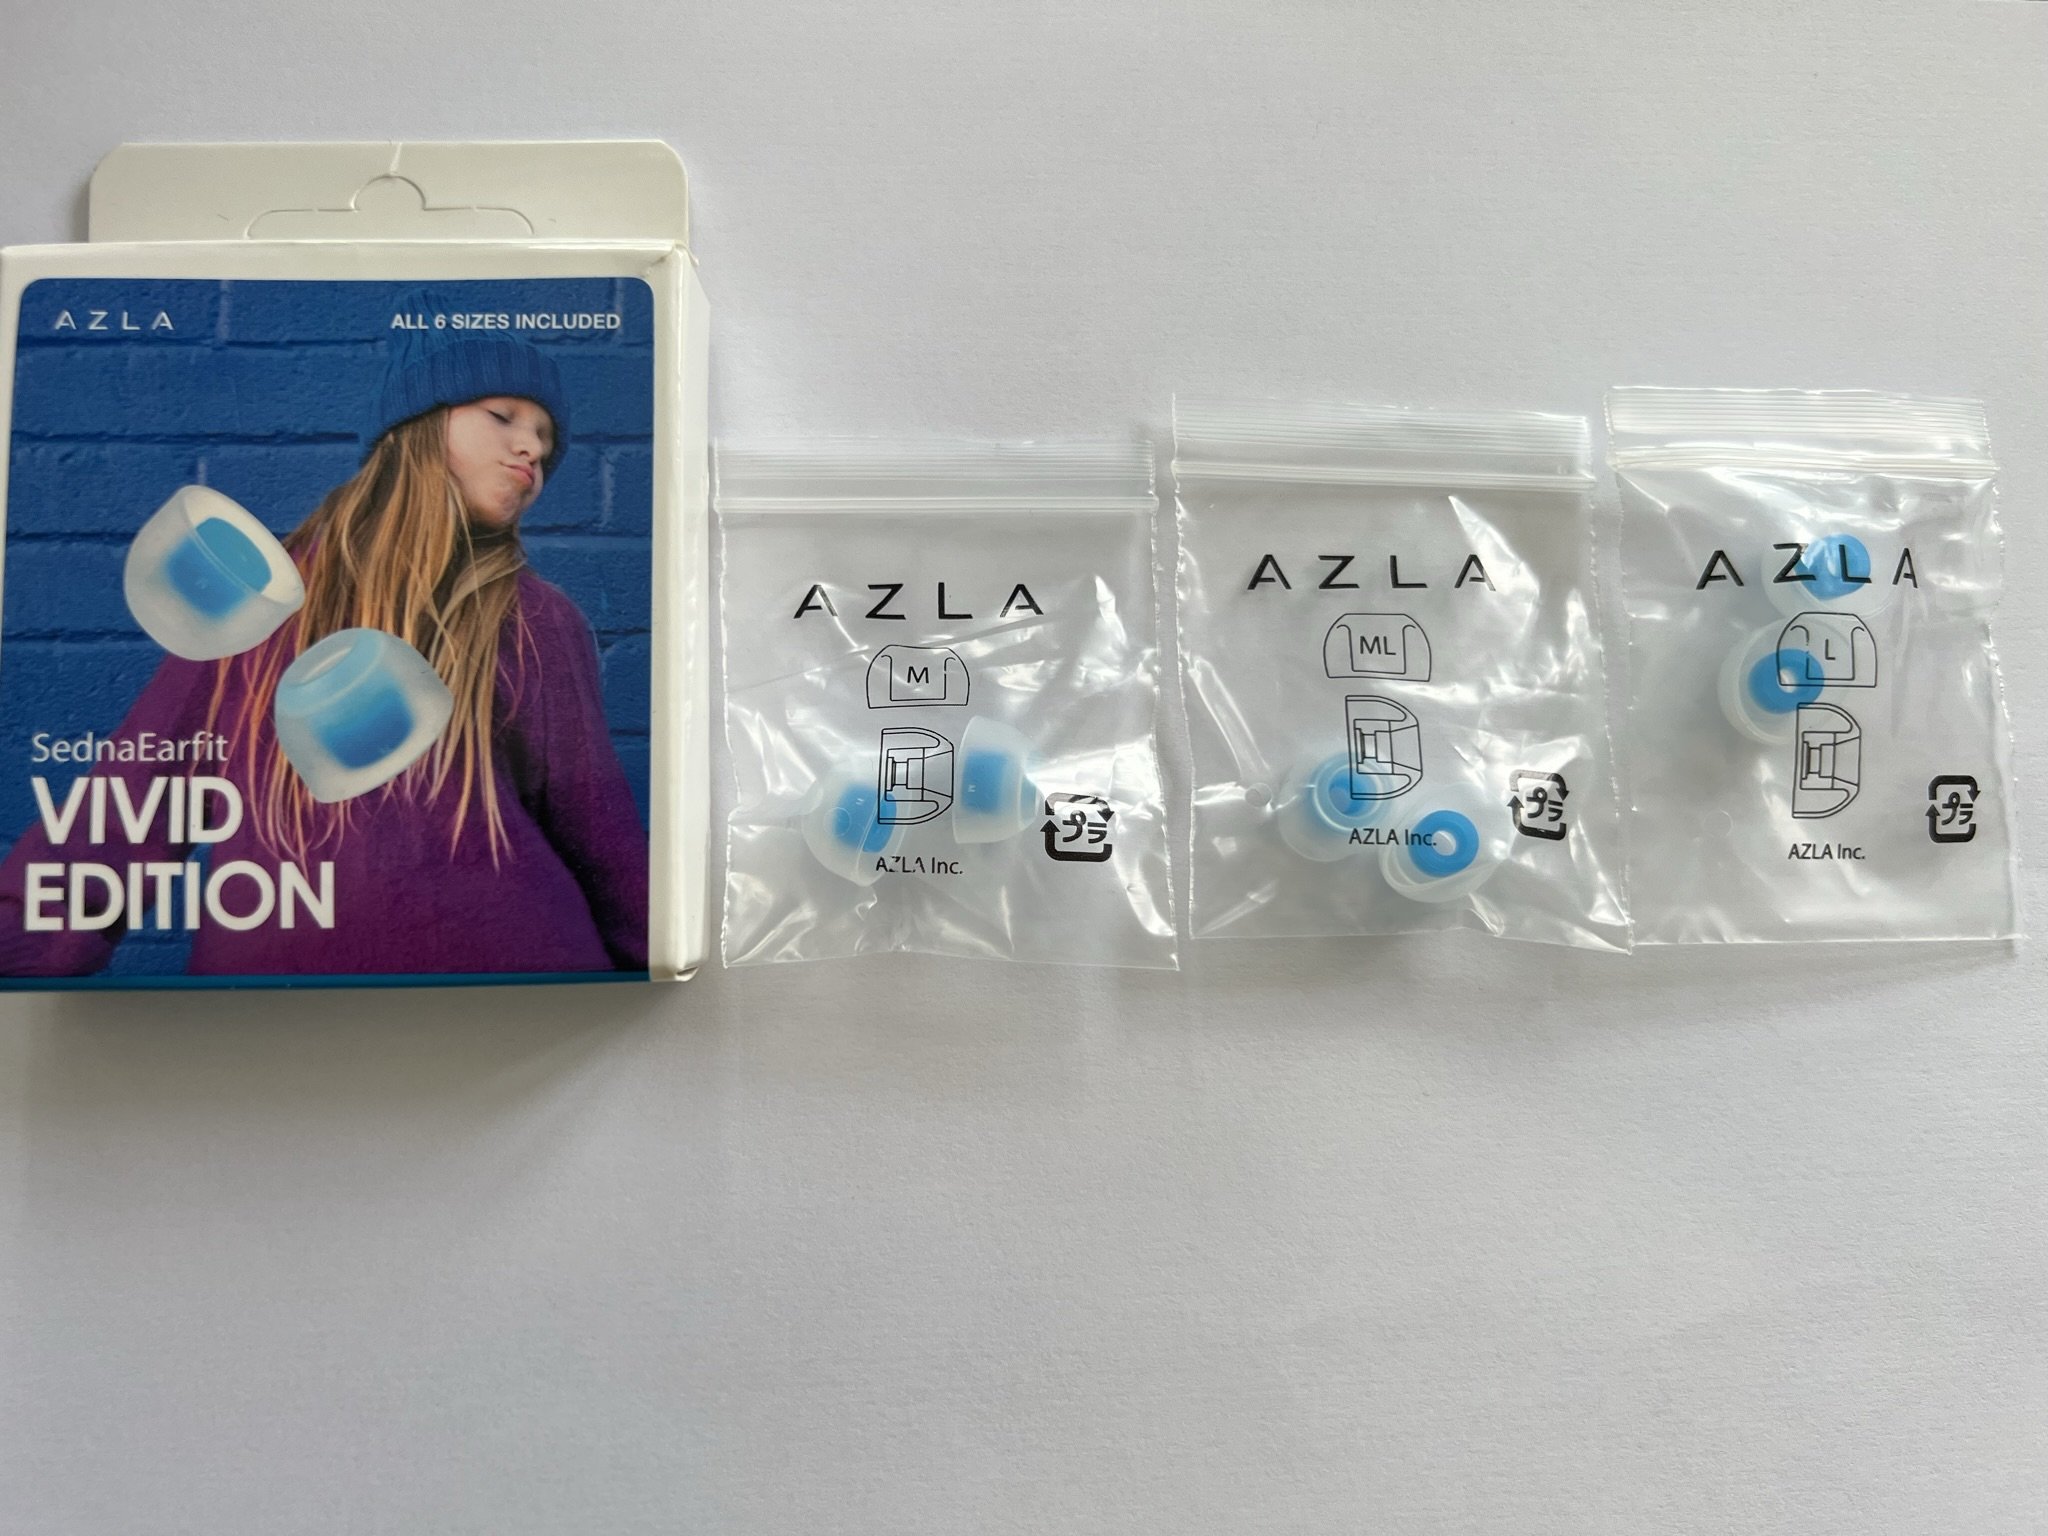 AZLA
ALL 6 SIZES INCLUDED
SednaEarfit
VIVID
EDITION
AZLA
M
AZLA Inc.
プラ
AZLA
ML
AZLA Inc.
プラ
AZLA
L
AZLA Inc.
プラ